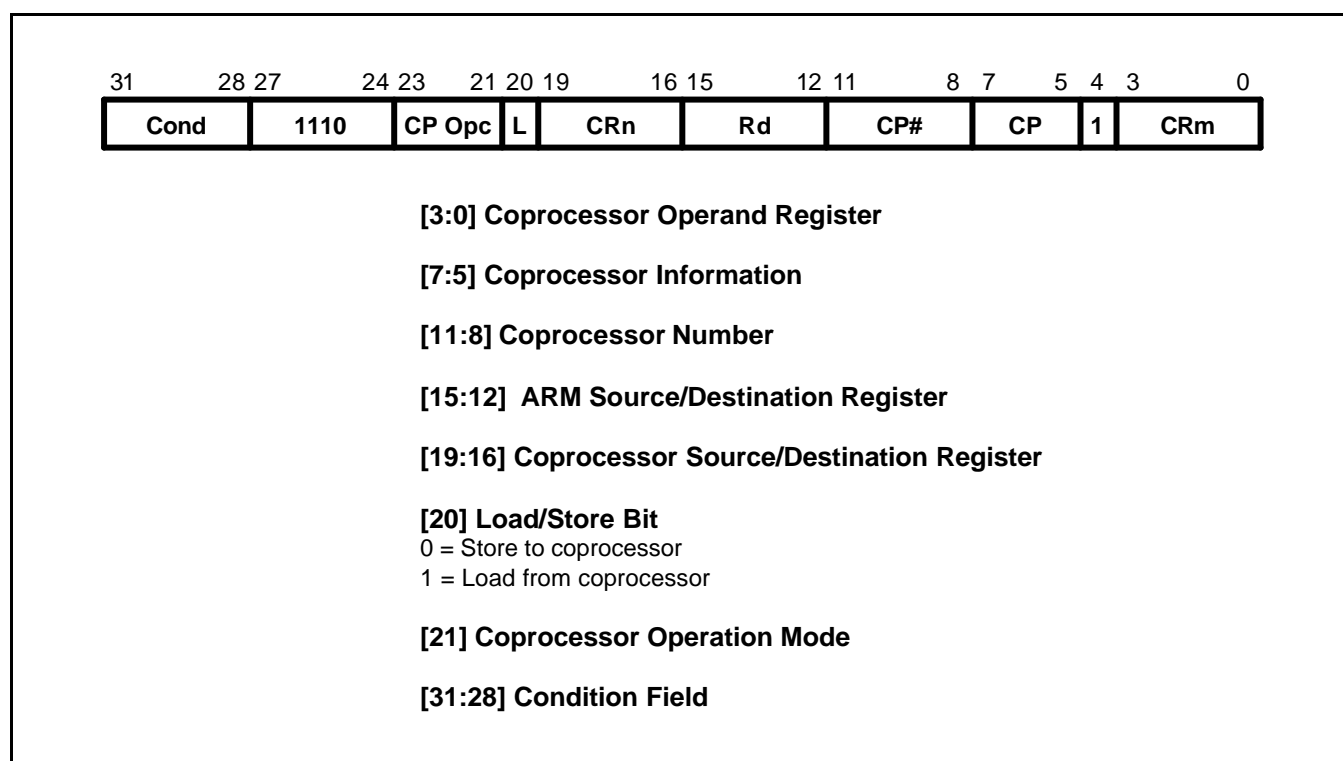 31 28 27 24 23 21 20 19 16 15 12 11 8 7 5 4 3 0
Cond 1110 CP Opc L CRn Rd CP# CP 1 CRm
[3:0] Coprocessor Operand Register
[7:5] Coprocessor Information
[11:8] Coprocessor Number
[15:12] ARM Source/Destination Register
[19:16] Coprocessor Source/Destination Register
[20] Load/Store Bit
0 = Store to coprocessor
1 = Load from coprocessor
[21] Coprocessor Operation Mode
[31:28] Condition Field